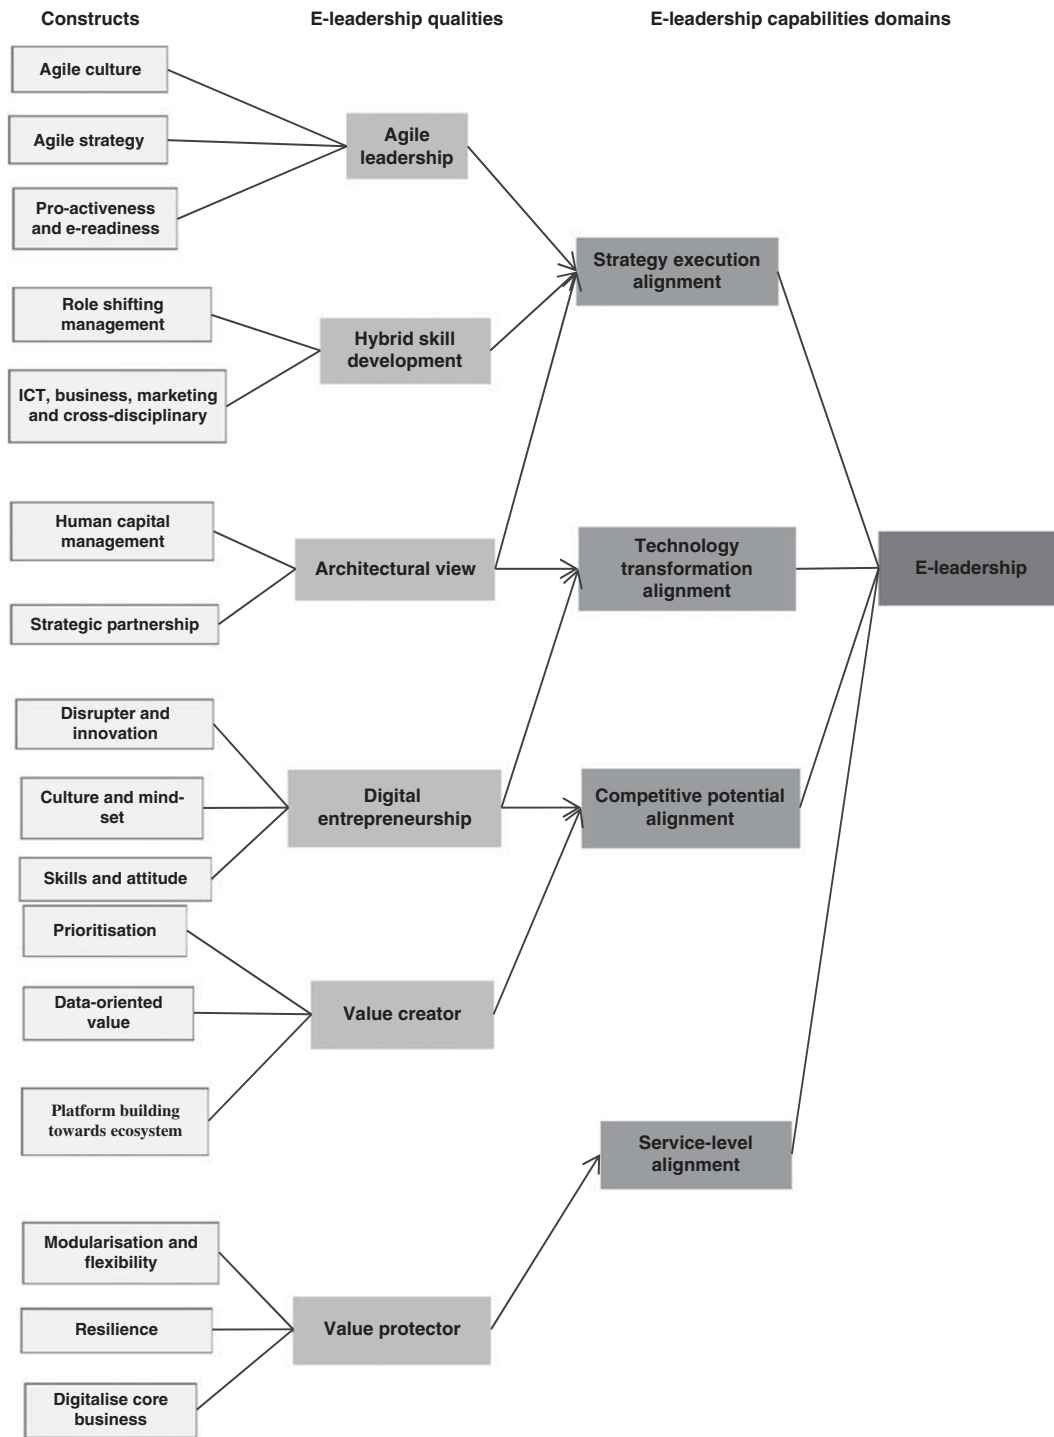 Constructs
E-leadership qualities
E-leadership capabilities domains
Agile culture
Agile strategy
Pro-activeness
and e-readiness
Agile
leadership
Role shifting
management
ICT, business, marketing
and cross-disciplinary
Hybrid skill
development
Strategy execution
alignment
Human capital
management
Strategic partnership
Architectural view
Technology
transformation
alignment
E-leadership
Disrupter and
innovation
Culture and mind-
set
Skills and attitude
Digital
entrepreneurship
Competitive potential
alignment
Prioritisation
Data-oriented
value
Platform building
towards ecosystem
Value creator
Service-level
alignment
Modularisation and
flexibility
Resilience
Digitalise core
business
Value protector